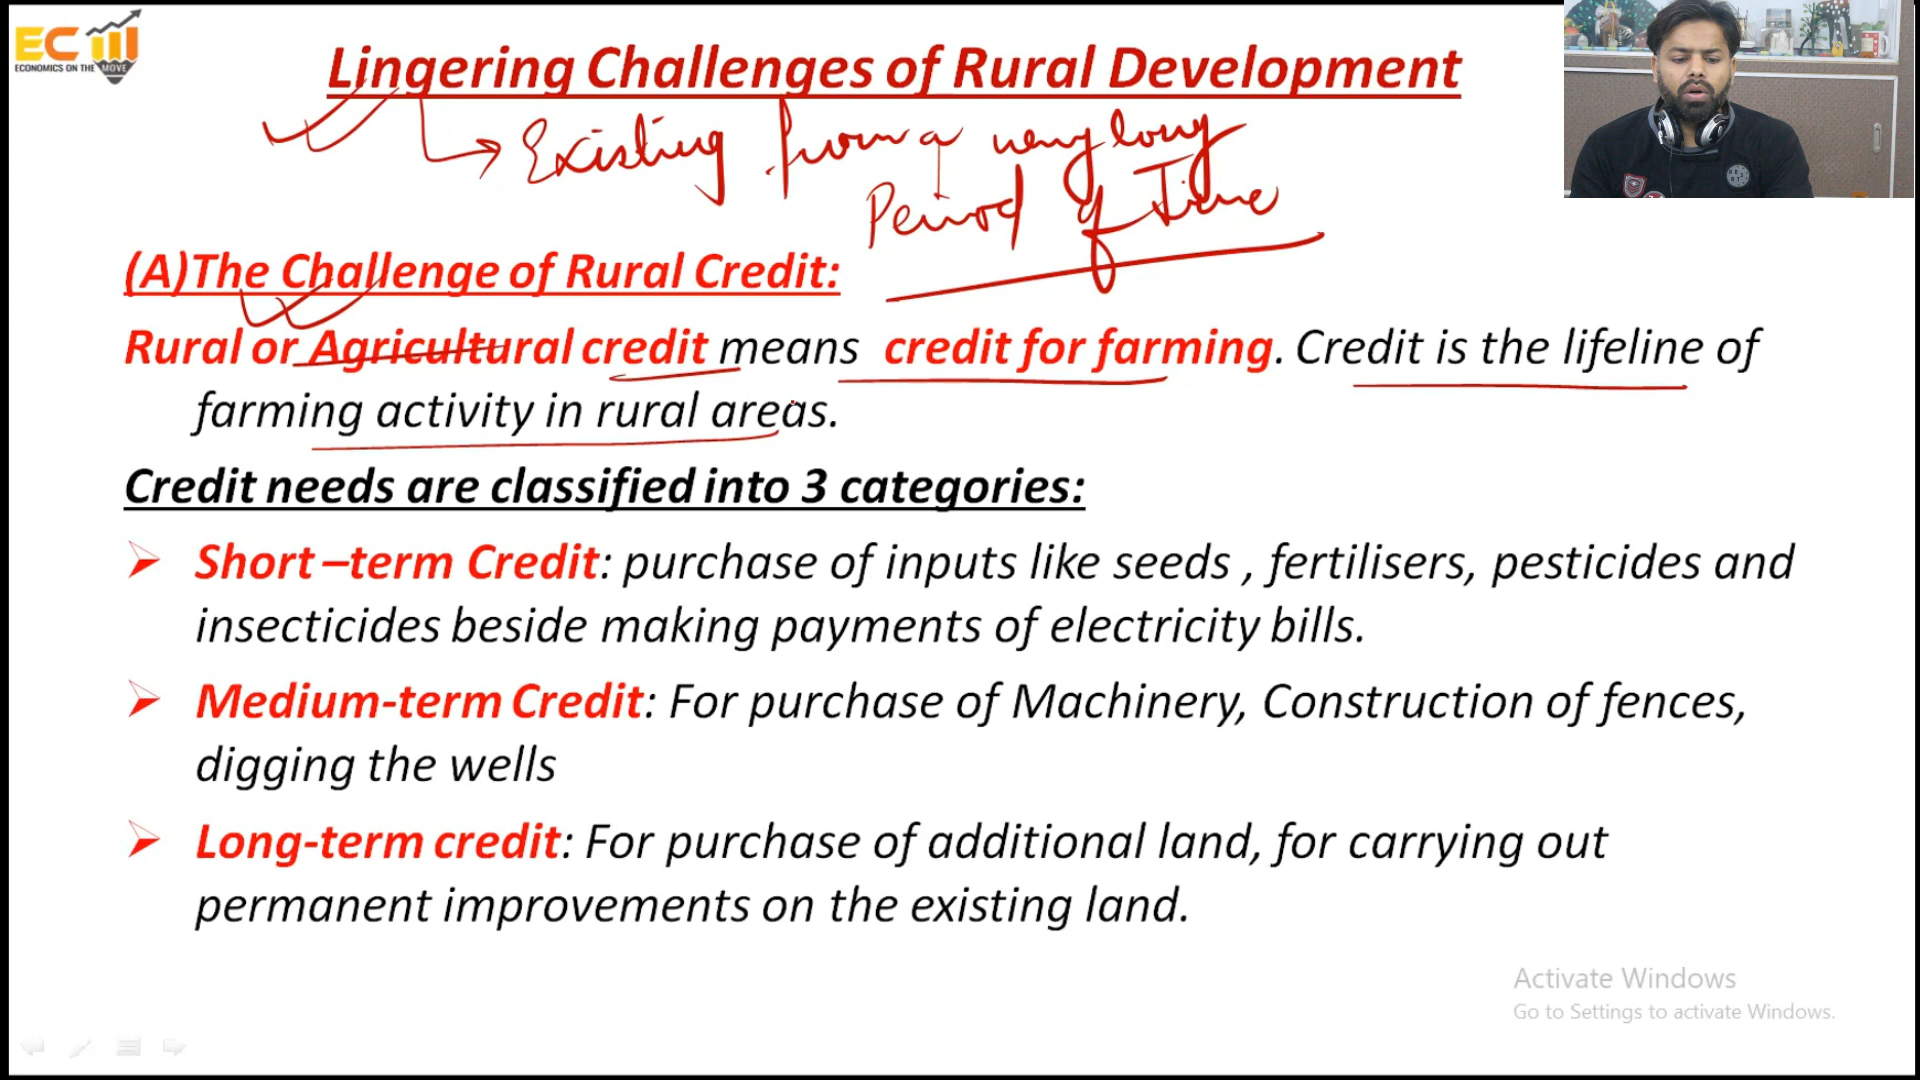 EC
ECONOMICS ON THE MOVE
Lingering Challenges of Rural Development
Existing from a very long
Period of Time
(A)The Challenge of Rural Credit:
Rural or Agricultural credit means credit for farming. Credit is the lifeline of
farming activity in rural areas.
Credit needs are classified into 3 categories:
➢ Short –term Credit: purchase of inputs like seeds , fertilisers, pesticides and
insecticides beside making payments of electricity bills.
➢ Medium-term Credit: For purchase of Machinery, Construction of fences,
digging the wells
➢ Long-term credit: For purchase of additional land, for carrying out
permanent improvements on the existing land.
Activate Windows
Go to Settings to activate Windows.